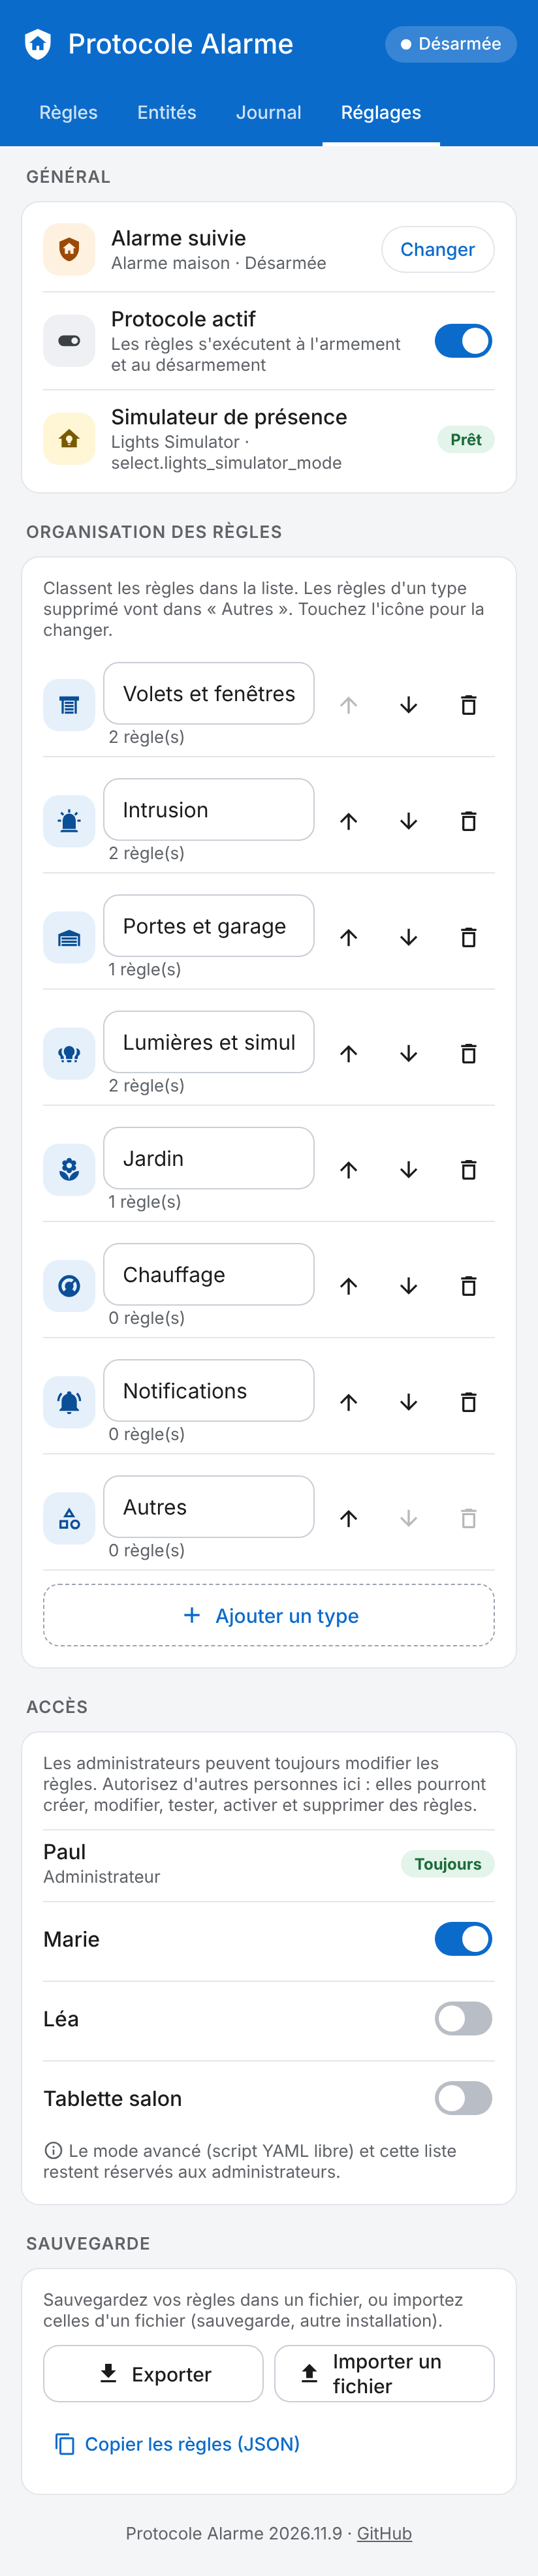 Protocole Alarme
Désarmée
Règles
Entités
Journal
Réglages
GÉNÉRAL
Alarme suivie
Alarme maison · Désarmée
Changer
Protocole actif
Les règles s'exécutent à l'armement
et au désarmement
Simulateur de présence
Lights Simulator ·
select.lights_simulator_mode
Prêt
ORGANISATION DES RÈGLES
Classent les règles dans la liste. Les règles d'un type
supprimé vont dans « Autres ». Touchez l'icône pour la
changer.
Volets et fenêtres
2 règle(s)
Intrusion
2 règle(s)
Portes et garage
1 règle(s)
Lumières et simul
2 règle(s)
Jardin
1 règle(s)
Chauffage
0 règle(s)
Notifications
0 règle(s)
Autres
0 règle(s)
Ajouter un type
ACCÈS
Les administrateurs peuvent toujours modifier les
règles. Autorisez d'autres personnes ici : elles pourront
créer, modifier, tester, activer et supprimer des règles.
Paul
Administrateur
Toujours
Marie
Léa
Tablette salon
Le mode avancé (script YAML libre) et cette liste
restent réservés aux administrateurs.
SAUVEGARDE
Sauvegardez vos règles dans un fichier, ou importez
celles d'un fichier (sauvegarde, autre installation).
Exporter
Importer un
fichier
Copier les règles (JSON)
Protocole Alarme 2026.11.9 · GitHub